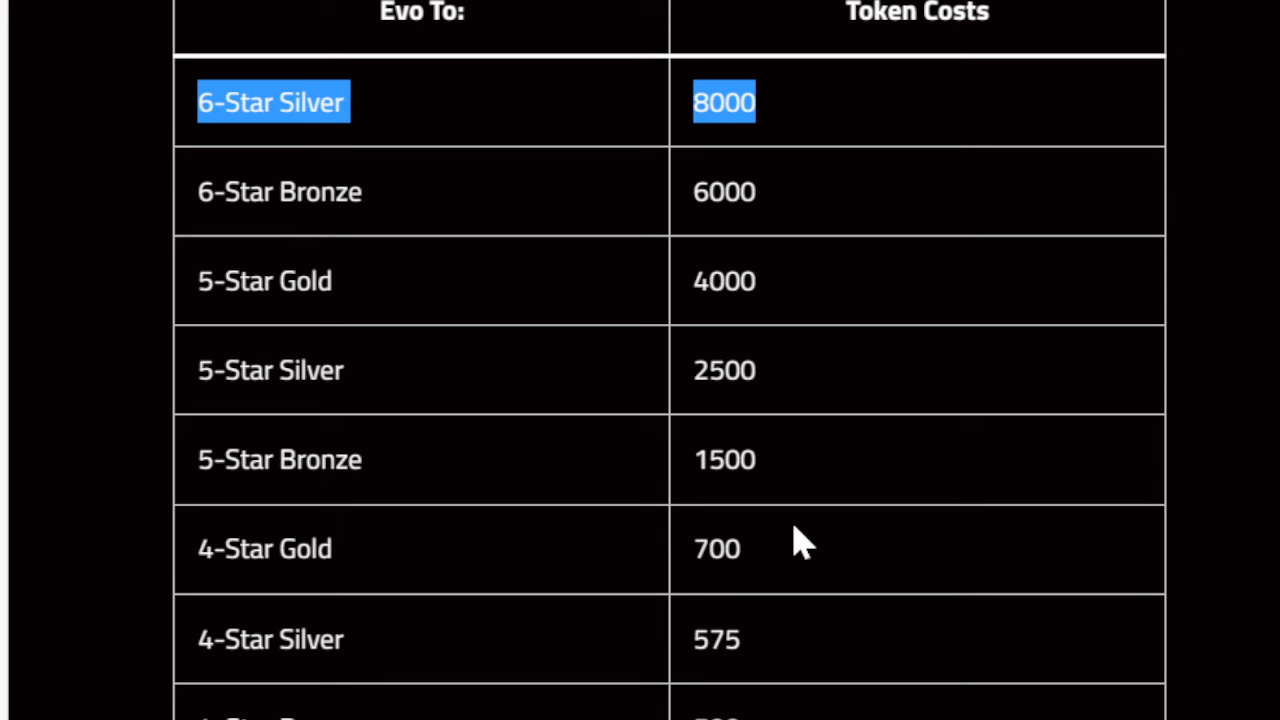 Evo To: Token Costs
6-Star Silver 8000
6-Star Bronze 6000
5-Star Gold 4000
5-Star Silver 2500
5-Star Bronze 1500
4-Star Gold 700
4-Star Silver 575